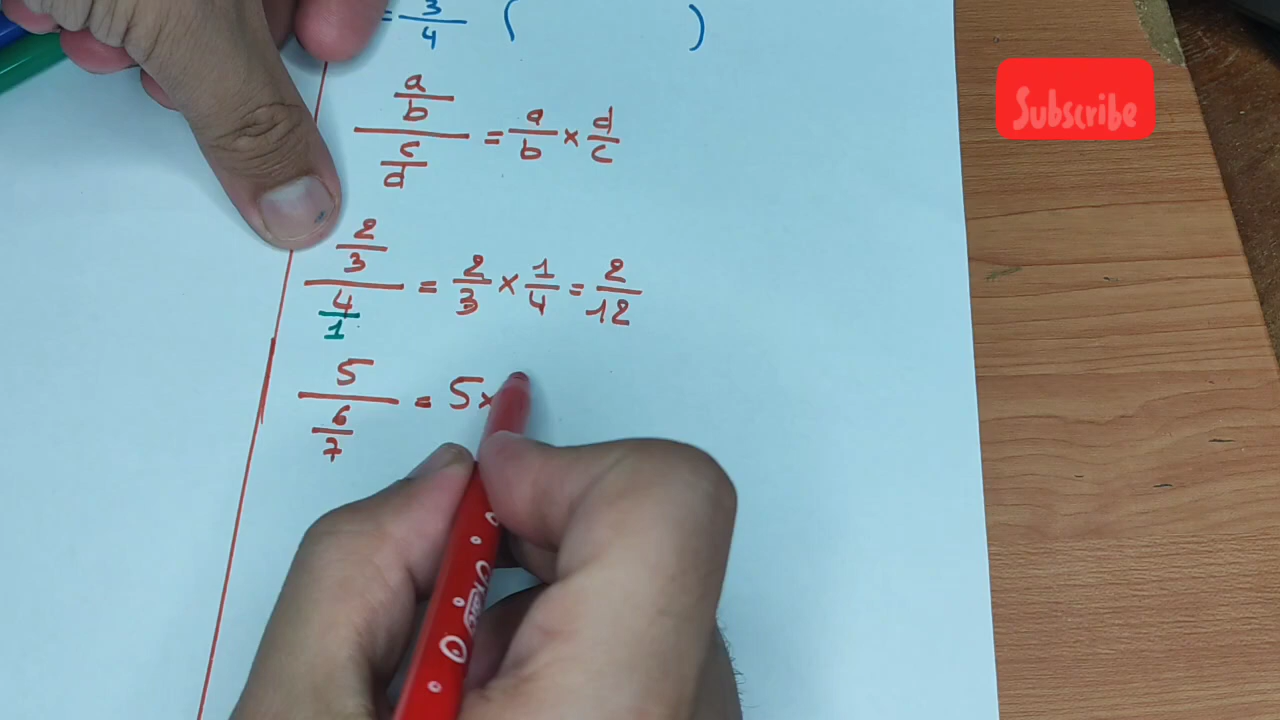 = 3/4 ( )
Subscribe
(a/b)/(c/d) = a/b × d/c
(2/3)/(4/1) = 2/3 × 1/4 = 2/12
5/(6/7) = 5 ×